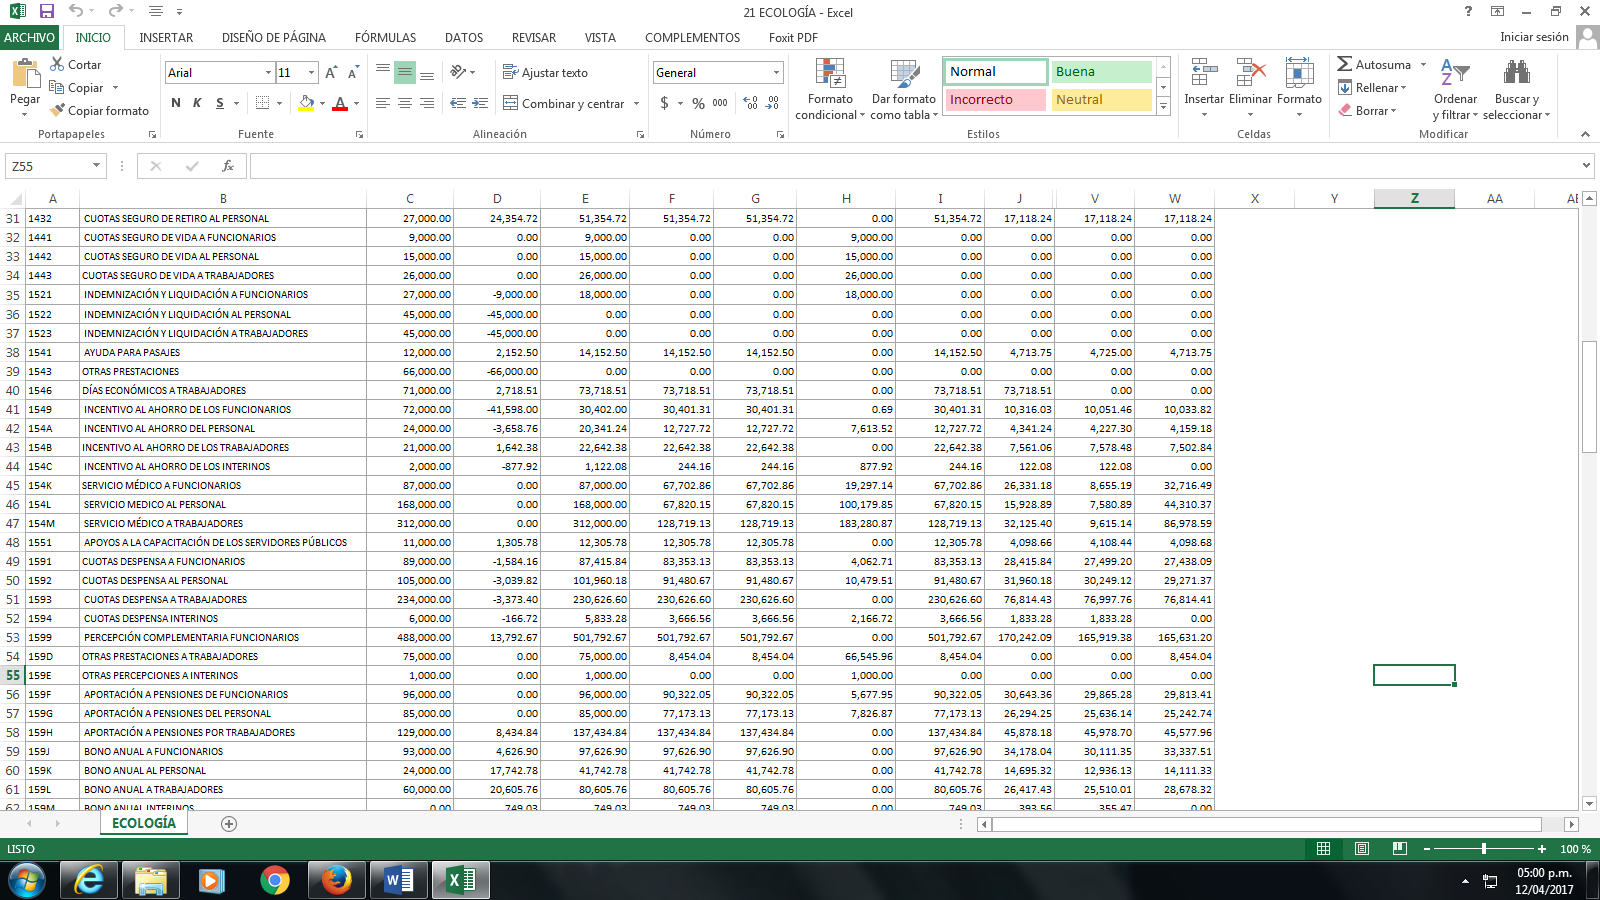 21 ECOLOGÍA - Excel
ARCHIVO INICIO INSERTAR DISEÑO DE PÁGINA FÓRMULAS DATOS REVISAR VISTA COMPLEMENTOS Foxit PDF Iniciar sesión
Cortar
Copiar
Copiar formato
Pegar
Portapapeles
Arial 11
N K S
Fuente
Ajustar texto
Combinar y centrar
Alineación
General
$ % 000
Número
Formato condicional
Dar formato como tabla
Normal Buena
Incorrecto Neutral
Estilos
Insertar Eliminar Formato
Celdas
Autosuma
Rellenar
Borrar
Ordenar y filtrar
Buscar y seleccionar
Modificar
Z55 fx
A B C D E F G H I J V W X Y Z AA
31 1432 CUOTAS SEGURO DE RETIRO AL PERSONAL 27,000.00 24,354.72 51,354.72 51,354.72 51,354.72 0.00 51,354.72 17,118.24 17,118.24 17,118.24
32 1441 CUOTAS SEGURO DE VIDA A FUNCIONARIOS 9,000.00 0.00 9,000.00 0.00 0.00 9,000.00 0.00 0.00 0.00 0.00
33 1442 CUOTAS SEGURO DE VIDA AL PERSONAL 15,000.00 0.00 15,000.00 0.00 0.00 15,000.00 0.00 0.00 0.00 0.00
34 1443 CUOTAS SEGURO DE VIDA A TRABAJADORES 26,000.00 0.00 26,000.00 0.00 0.00 26,000.00 0.00 0.00 0.00 0.00
35 1521 INDEMNIZACIÓN Y LIQUIDACIÓN A FUNCIONARIOS 27,000.00 -9,000.00 18,000.00 0.00 0.00 18,000.00 0.00 0.00 0.00 0.00
36 1522 INDEMNIZACIÓN Y LIQUIDACIÓN AL PERSONAL 45,000.00 -45,000.00 0.00 0.00 0.00 0.00 0.00 0.00 0.00 0.00
37 1523 INDEMNIZACIÓN Y LIQUIDACIÓN A TRABAJADORES 45,000.00 -45,000.00 0.00 0.00 0.00 0.00 0.00 0.00 0.00 0.00
38 1541 AYUDA PARA PASAJES 12,000.00 2,152.50 14,152.50 14,152.50 14,152.50 0.00 14,152.50 4,713.75 4,725.00 4,713.75
39 1543 OTRAS PRESTACIONES 66,000.00 -66,000.00 0.00 0.00 0.00 0.00 0.00 0.00 0.00 0.00
40 1546 DÍAS ECONÓMICOS A TRABAJADORES 71,000.00 2,718.51 73,718.51 73,718.51 73,718.51 0.00 73,718.51 73,718.51 0.00 0.00
41 1549 INCENTIVO AL AHORRO DE LOS FUNCIONARIOS 72,000.00 -41,598.00 30,402.00 30,401.31 30,401.31 0.69 30,401.31 10,316.03 10,051.46 10,033.82
42 154A INCENTIVO AL AHORRO DEL PERSONAL 24,000.00 -3,658.76 20,341.24 12,727.72 12,727.72 7,613.52 12,727.72 4,341.24 4,227.30 4,159.18
43 154B INCENTIVO AL AHORRO DE LOS TRABAJADORES 21,000.00 1,642.38 22,642.38 22,642.38 22,642.38 0.00 22,642.38 7,561.06 7,578.48 7,502.84
44 154C INCENTIVO AL AHORRO DE LOS INTERINOS 2,000.00 -877.92 1,122.08 244.16 244.16 877.92 244.16 122.08 122.08 0.00
45 154K SERVICIO MÉDICO A FUNCIONARIOS 87,000.00 0.00 87,000.00 67,702.86 67,702.86 19,297.14 67,702.86 26,331.18 8,655.19 32,716.49
46 154L SERVICIO MEDICO AL PERSONAL 168,000.00 0.00 168,000.00 67,820.15 67,820.15 100,179.85 67,820.15 15,928.89 7,580.89 44,310.37
47 154M SERVICIO MÉDICO A TRABAJADORES 312,000.00 0.00 312,000.00 128,719.13 128,719.13 183,280.87 128,719.13 32,125.40 9,615.14 86,978.59
48 1551 APOYOS A LA CAPACITACIÓN DE LOS SERVIDORES PÚBLICOS 11,000.00 1,305.78 12,305.78 12,305.78 12,305.78 0.00 12,305.78 4,098.66 4,108.44 4,098.68
49 1591 CUOTAS DESPENSA A FUNCIONARIOS 89,000.00 -1,584.16 87,415.84 83,353.13 83,353.13 4,062.71 83,353.13 28,415.84 27,499.20 27,438.09
50 1592 CUOTAS DESPENSA AL PERSONAL 105,000.00 -3,039.82 101,960.18 91,480.67 91,480.67 10,479.51 91,480.67 31,960.18 30,249.12 29,271.37
51 1593 CUOTAS DESPENSA A TRABAJADORES 234,000.00 -3,373.40 230,626.60 230,626.60 230,626.60 0.00 230,626.60 76,814.43 76,997.76 76,814.41
52 1594 CUOTAS DESPENSA INTERINOS 6,000.00 -166.72 5,833.28 3,666.56 3,666.56 2,166.72 3,666.56 1,833.28 1,833.28 0.00
53 1599 PERCEPCIÓN COMPLEMENTARIA FUNCIONARIOS 488,000.00 13,792.67 501,792.67 501,792.67 501,792.67 0.00 501,792.67 170,242.09 165,919.38 165,631.20
54 159D OTRAS PRESTACIONES A TRABAJADORES 75,000.00 0.00 75,000.00 8,454.04 8,454.04 66,545.96 8,454.04 0.00 0.00 8,454.04
55 159E OTRAS PERCEPCIONES A INTERINOS 1,000.00 0.00 1,000.00 0.00 0.00 1,000.00 0.00 0.00 0.00 0.00
56 159F APORTACIÓN A PENSIONES DE FUNCIONARIOS 96,000.00 0.00 96,000.00 90,322.05 90,322.05 5,677.95 90,322.05 30,643.36 29,865.28 29,813.41
57 159G APORTACIÓN A PENSIONES DEL PERSONAL 85,000.00 0.00 85,000.00 77,173.13 77,173.13 7,826.87 77,173.13 26,294.25 25,636.14 25,242.74
58 159H APORTACIÓN A PENSIONES POR TRABAJADORES 129,000.00 8,434.84 137,434.84 137,434.84 137,434.84 0.00 137,434.84 45,878.18 45,978.70 45,577.96
59 159J BONO ANUAL A FUNCIONARIOS 93,000.00 4,626.90 97,626.90 97,626.90 97,626.90 0.00 97,626.90 34,178.04 30,111.35 33,337.51
60 159K BONO ANUAL AL PERSONAL 24,000.00 17,742.78 41,742.78 41,742.78 41,742.78 0.00 41,742.78 14,695.32 12,936.13 14,111.33
61 159L BONO ANUAL A TRABAJADORES 60,000.00 20,605.76 80,605.76 80,605.76 80,605.76 0.00 80,605.76 26,417.43 25,510.01 28,678.32
62 159M BONO ANUAL INTERINOS 0.00 749.03 749.03 749.03 749.03 0.00 749.03 393.56 355.47 0.00
ECOLOGÍA
LISTO 100 %
05:00 p.m.
12/04/2017